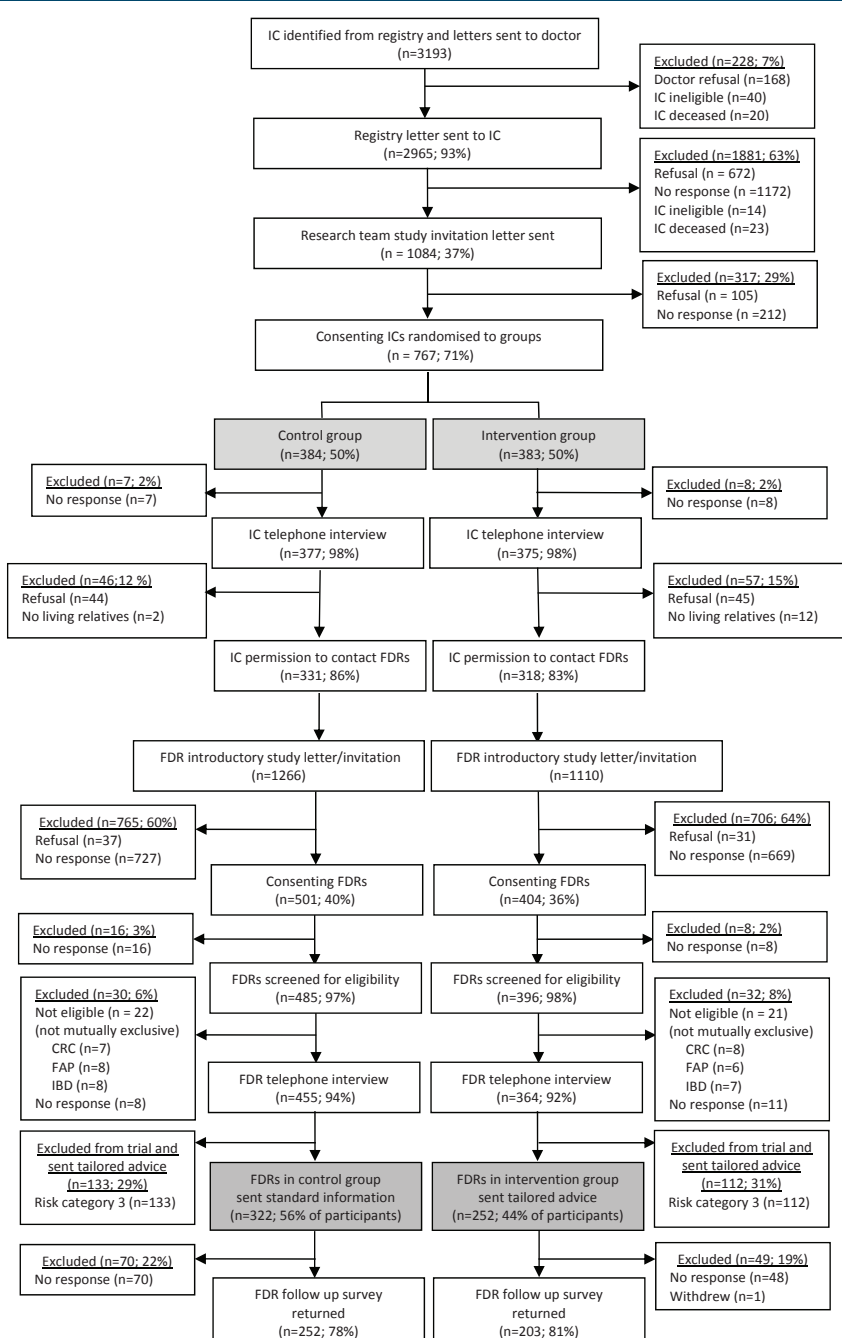 IC identified from registry and letters sent to doctor
(n=3193)
Excluded (n=228; 7%)
Doctor refusal (n=168)
IC ineligible (n=40)
IC deceased (n=20)
Registry letter sent to IC
(n=2965; 93%)
Excluded (n=1881; 63%)
Refusal (n = 672)
No response (n =1172)
IC ineligible (n=14)
IC deceased (n=23)
Research team study invitation letter sent
(n = 1084; 37%)
Excluded (n=317; 29%)
Refusal (n = 105)
No response (n =212)
Consenting ICs randomised to groups
(n = 767; 71%)
Control group
(n=384; 50%)
Intervention group
(n=383; 50%)
Excluded (n=7; 2%)
No response (n=7)
Excluded (n=8; 2%)
No response (n=8)
IC telephone interview
(n=377; 98%)
IC telephone interview
(n=375; 98%)
Excluded (n=46;12 %)
Refusal (n=44)
No living relatives (n=2)
Excluded (n=57; 15%)
Refusal (n=45)
No living relatives (n=12)
IC permission to contact FDRs
(n=331; 86%)
IC permission to contact FDRs
(n=318; 83%)
FDR introductory study letter/invitation
(n=1266)
FDR introductory study letter/invitation
(n=1110)
Excluded (n=765; 60%)
Refusal (n=37)
No response (n=727)
Excluded (n=706; 64%)
Refusal (n=31)
No response (n=669)
Consenting FDRs
(n=501; 40%)
Consenting FDRs
(n=404; 36%)
Excluded (n=16; 3%)
No response (n=16)
Excluded (n=8; 2%)
No response (n=8)
FDRs screened for eligibility
(n=485; 97%)
FDRs screened for eligibility
(n=396; 98%)
Excluded (n=30; 6%)
Not eligible (n = 22)
(not mutually exclusive)
CRC (n=7)
FAP (n=8)
IBD (n=8)
No response (n=8)
Excluded (n=32; 8%)
Not eligible (n = 21)
(not mutually exclusive)
CRC (n=8)
FAP (n=6)
IBD (n=7)
No response (n=11)
FDR telephone interview
(n=455; 94%)
FDR telephone interview
(n=364; 92%)
Excluded from trial and
sent tailored advice
(n=133; 29%)
Risk category 3 (n=133)
Excluded from trial and
sent tailored advice
(n=112; 31%)
Risk category 3 (n=112)
FDRs in control group
sent standard information
(n=322; 56% of participants)
FDRs in intervention group
sent tailored advice
(n=252; 44% of participants)
Excluded (n=70; 22%)
No response (n=70)
Excluded (n=49; 19%)
No response (n=48)
Withdrew (n=1)
FDR follow up survey
returned
(n=252; 78%)
FDR follow up survey
returned
(n=203; 81%)